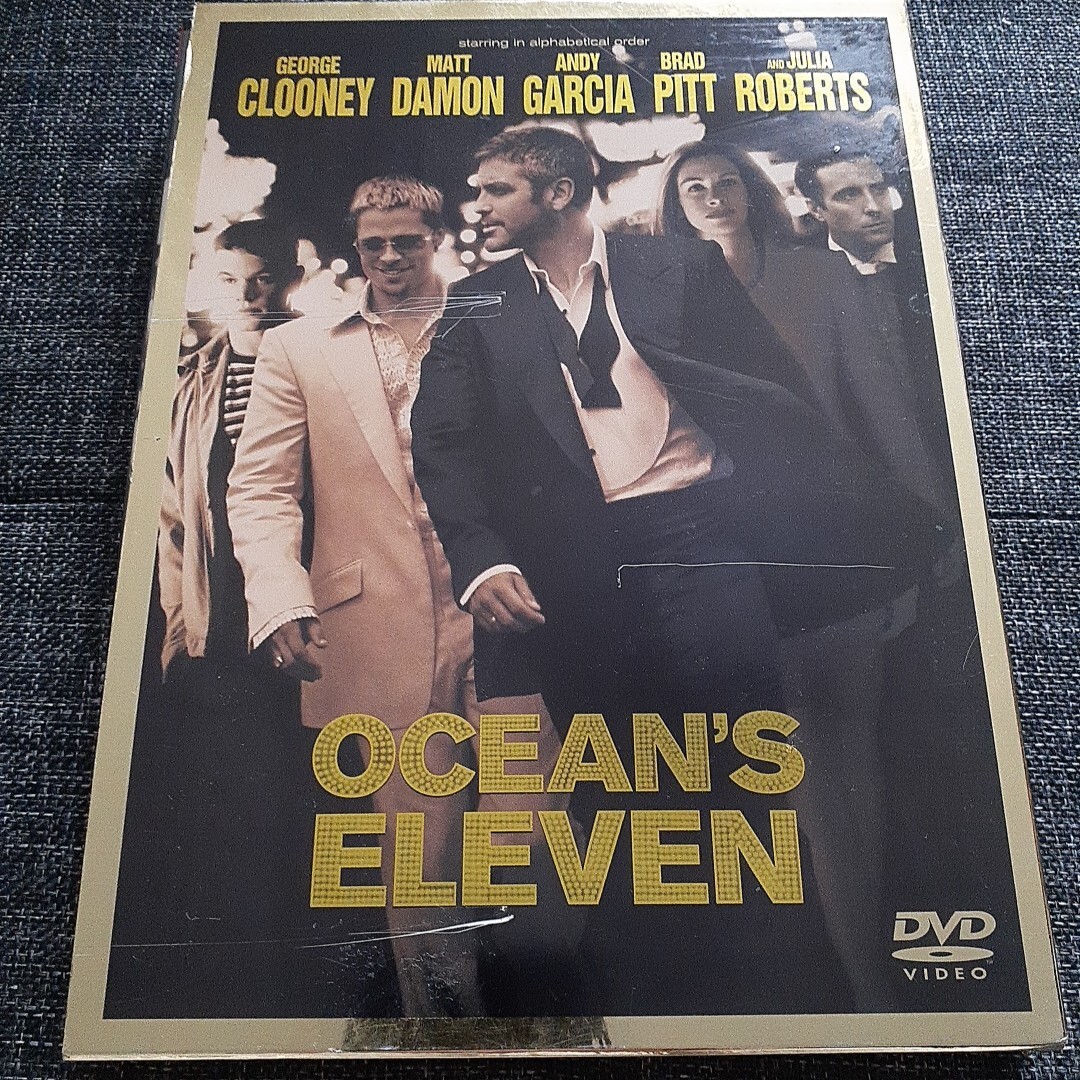 starring in alphabetical order
GEORGE MATT ANDY BRAD AND JULIA
CLOONEY DAMON GARCIA PITT ROBERTS
OCEAN'S
ELEVEN
DVD
VIDEO